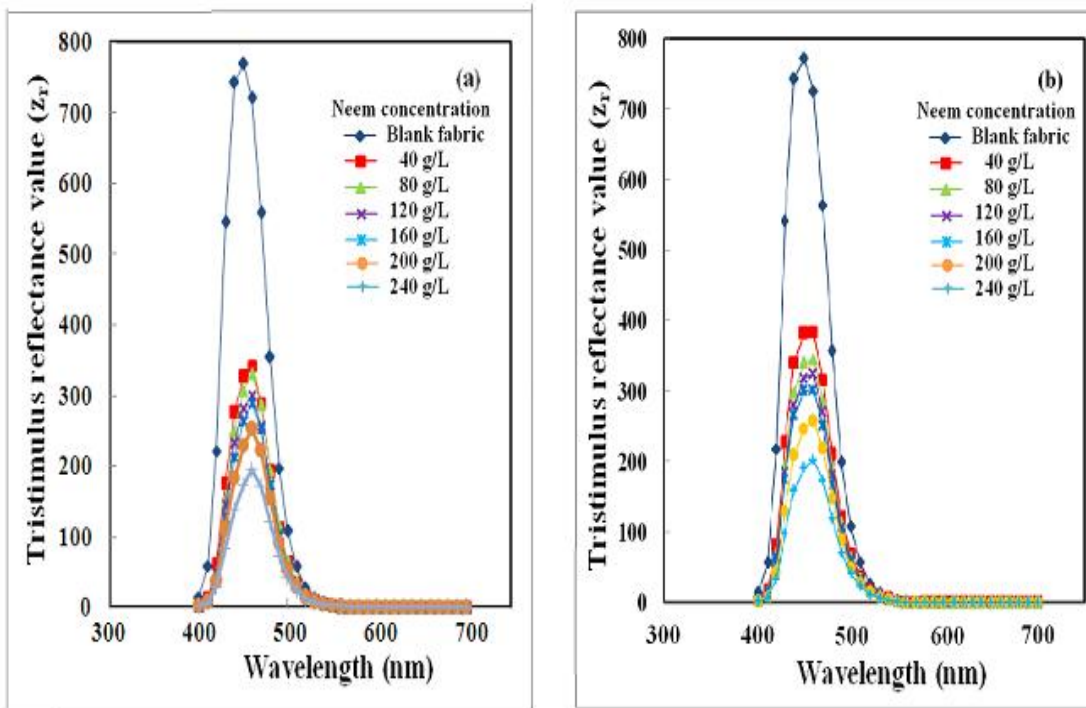 Tristimulus reflectance value (zr)
800
700
600
500
400
300
200
100
0
(a)
Neem concentration
Blank fabric
40 g/L
80 g/L
120 g/L
160 g/L
200 g/L
240 g/L
300 400 500 600 700
Wavelength (nm)
Tristimulus reflectance value (zr)
800
700
600
500
400
300
200
100
0
(b)
Neem concentration
Blank fabric
40 g/L
80 g/L
120 g/L
160 g/L
200 g/L
240 g/L
300 400 500 600 700
Wavelength (nm)